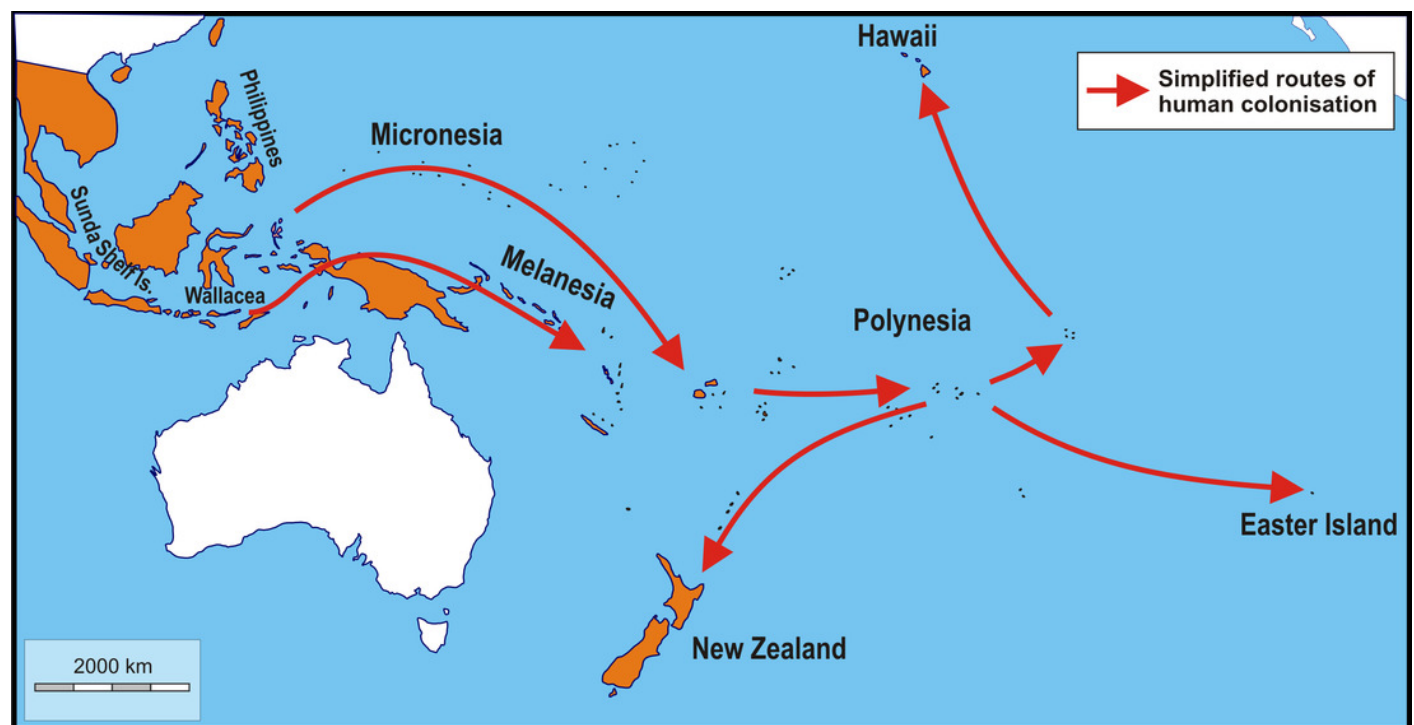 Hawaii
Simplified routes of
human colonisation
Philippines
Micronesia
Sunda Shelf Is.
Wallacea
Melanesia
Polynesia
Easter Island
New Zealand
2000 km